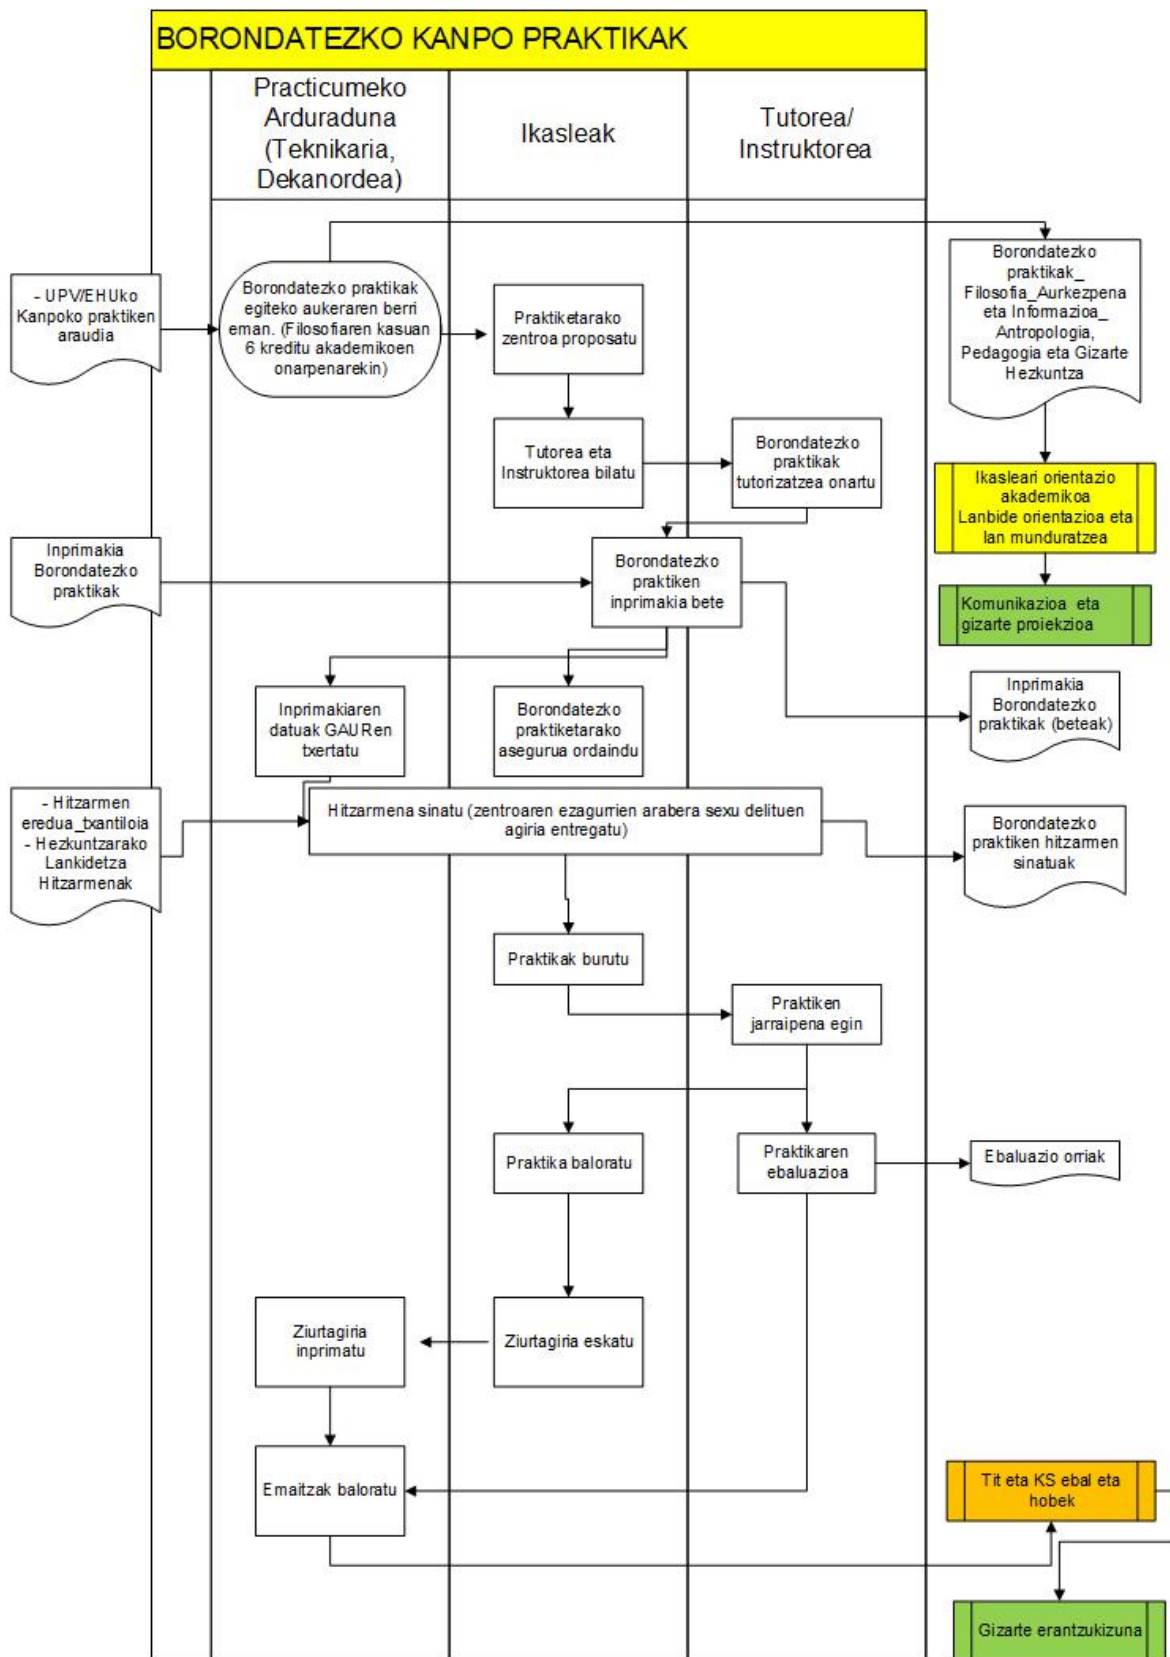 BORONDATEZKO KANPO PRAKTIKAK
Practicumeko
Arduraduna
(Teknikaria,
Dekanordea)
Ikasleak
Tutorea/
Instruktorea
- UPV/EHUko
Kanpoko praktiken
araudia
Borondatezko praktikak
egiteko aukeraren berri
eman. (Filosofiaren kasuan
6 kreditu akademikoen
onarpenarekin)
Praktiketarako
zentroa proposatu
Borondatezko
praktikak_
Filosofia_Aurkezpena
eta Informazioa_
Antropologia,
Pedagogia eta Gizarte
Hezkuntza
Tutorea eta
Instruktorea bilatu
Borondatezko
praktikak
tutorizatzea onartu
Ikasleari orientazio
akademikoa
Lanbide orientazioa eta
lan munduratzea
Inprimakia
Borondatezko
praktikak
Borondatezko
praktiken
inprimakia bete
Komunikazioa eta
gizarte proiekzioa
Inprimakiaren
datuak GAURen
txertatu
Borondatezko
praktiketarako
asegurua ordaindu
Inprimakia
Borondatezko
praktikak (beteak)
- Hitzarmen
eredua_txantiloia
- Hezkuntzarako
Lankidetza
Hitzarmenak
Hitzarmena sinatu (zentroaren ezagurrien arabera sexu delituen
agiria entregatu)
Borondatezko
praktiken hitzarmen
sinatuak
Praktikak burutu
Praktiken
jarraipena egin
Praktika baloratu
Praktikaren
ebaluazioa
Ebaluazio orriak
Ziurtagiria
inprimatu
Ziurtagiria eskatu
Emaitzak baloratu
Tit eta KS ebal eta
hobek
Gizarte erantzukizuna